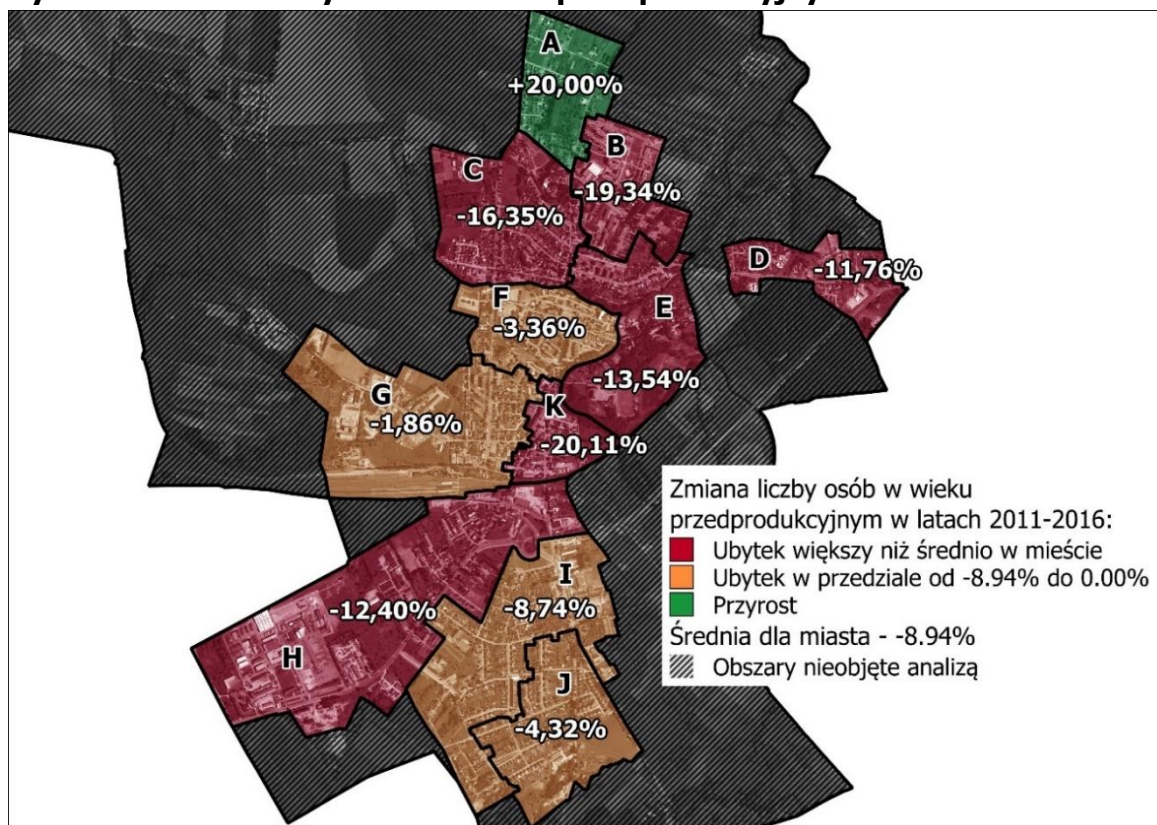 A
+20,00%
B
-19,34%
C
-16,35%
D
-11,76%
E
-13,54%
F
-3,36%
G
-1,86%
K
-20,11%
I
-8,74%
-12,40%
H
J
-4,32%
Zmiana liczby osób w wieku
przedprodukcyjnym w latach 2011-2016:
Ubytek większy niż średnio w mieście
Ubytek w przedziale od -8.94% do 0.00%
Przyrost
Średnia dla miasta - -8.94%
Obszary nieobjęte analizą